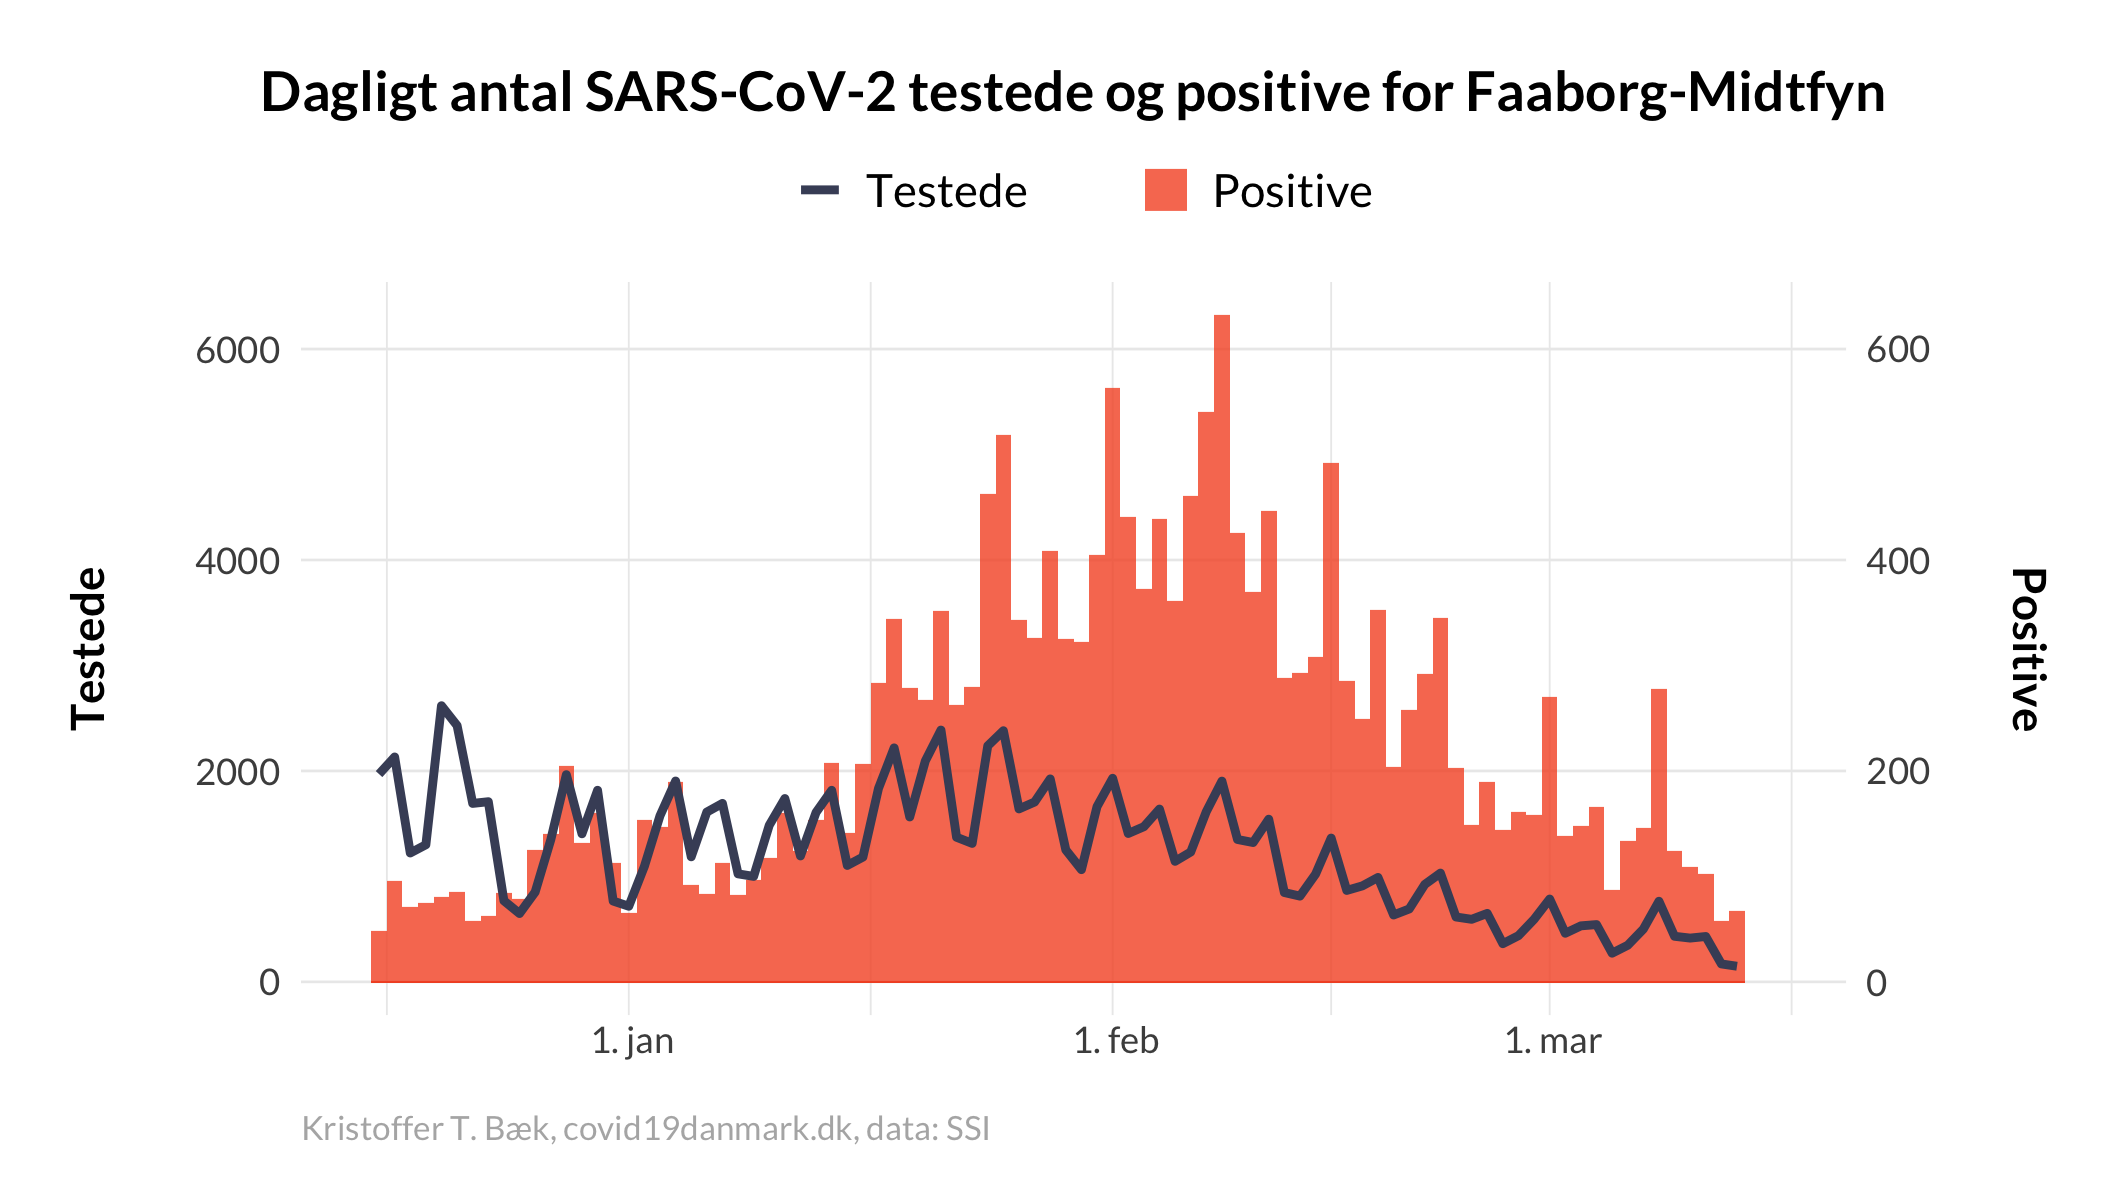 Dagligt antal SARS-CoV-2 testede og positive for Faaborg-Midtfyn
Testede
Positive
6000
4000
2000
0
600
400
200
0
Testede
Positive
1. jan
1. feb
1. mar
Kristoffer T. Bæk, covid19danmark.dk, data: SSI